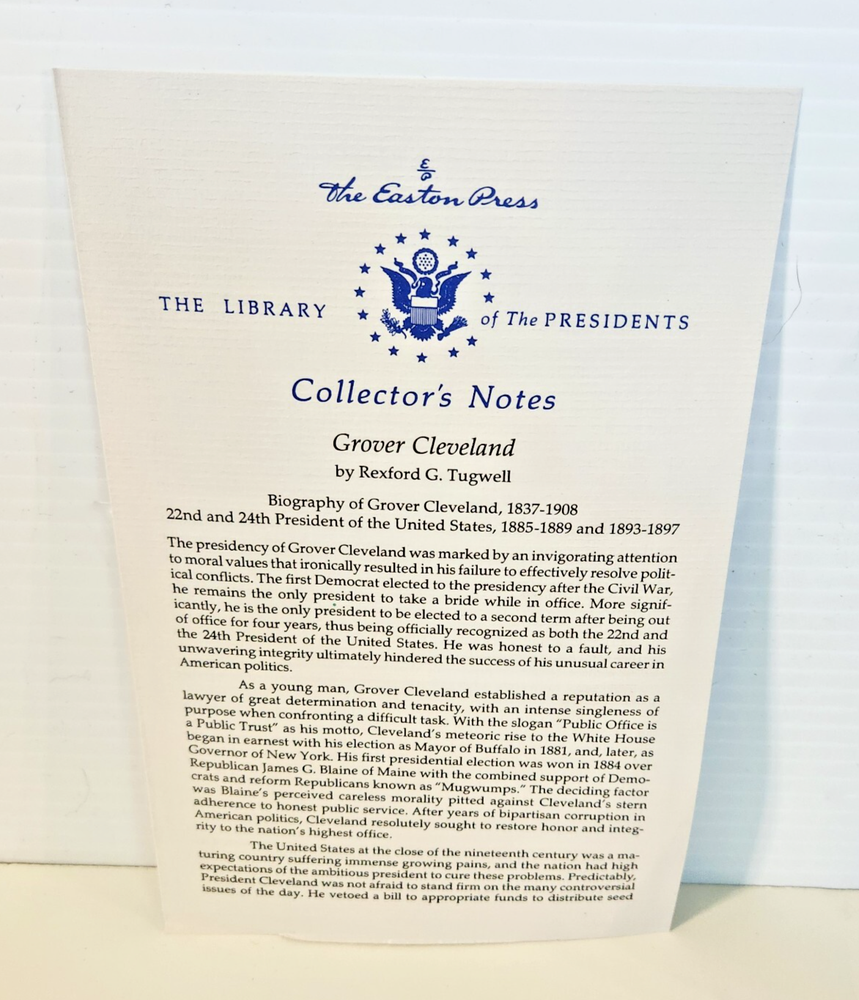 E
P
The Easton Press
THE LIBRARY of The PRESIDENTS
Collector's Notes
Grover Cleveland
by Rexford G. Tugwell
Biography of Grover Cleveland, 1837-1908
22nd and 24th President of the United States, 1885-1889 and 1893-1897
The presidency of Grover Cleveland was marked by an invigorating attention
to moral values that ironically resulted in his failure to effectively resolve polit-
ical conflicts. The first Democrat elected to the presidency after the Civil War,
he remains the only president to take a bride while in office. More signif-
icantly, he is the only president to be elected to a second term after being out
of office for four years, thus being officially recognized as both the 22nd and
the 24th President of the United States. He was honest to a fault, and his
unwavering integrity ultimately hindered the success of his unusual career in
American politics.
As a young man, Grover Cleveland established a reputation as a
lawyer of great determination and tenacity, with an intense singleness of
purpose when confronting a difficult task. With the slogan "Public Office is
a Public Trust" as his motto, Cleveland's meteoric rise to the White House
began in earnest with his election as Mayor of Buffalo in 1881, and, later, as
Governor of New York. His first presidential election was won in 1884 over
Republican James G. Blaine of Maine with the combined support of Demo-
crats and reform Republicans known as "Mugwumps." The deciding factor
was Blaine's perceived careless morality pitted against Cleveland's stern
adherence to honest public service. After years of bipartisan corruption in
American politics, Cleveland resolutely sought to restore honor and integ-
rity to the nation's highest office.
The United States at the close of the nineteenth century was a ma-
turing country suffering immense growing pains, and the nation had high
expectations of the ambitious president to cure these problems. Predictably,
President Cleveland was not afraid to stand firm on the many controversial
issues of the day. He vetoed a bill to appropriate funds to distribute seed